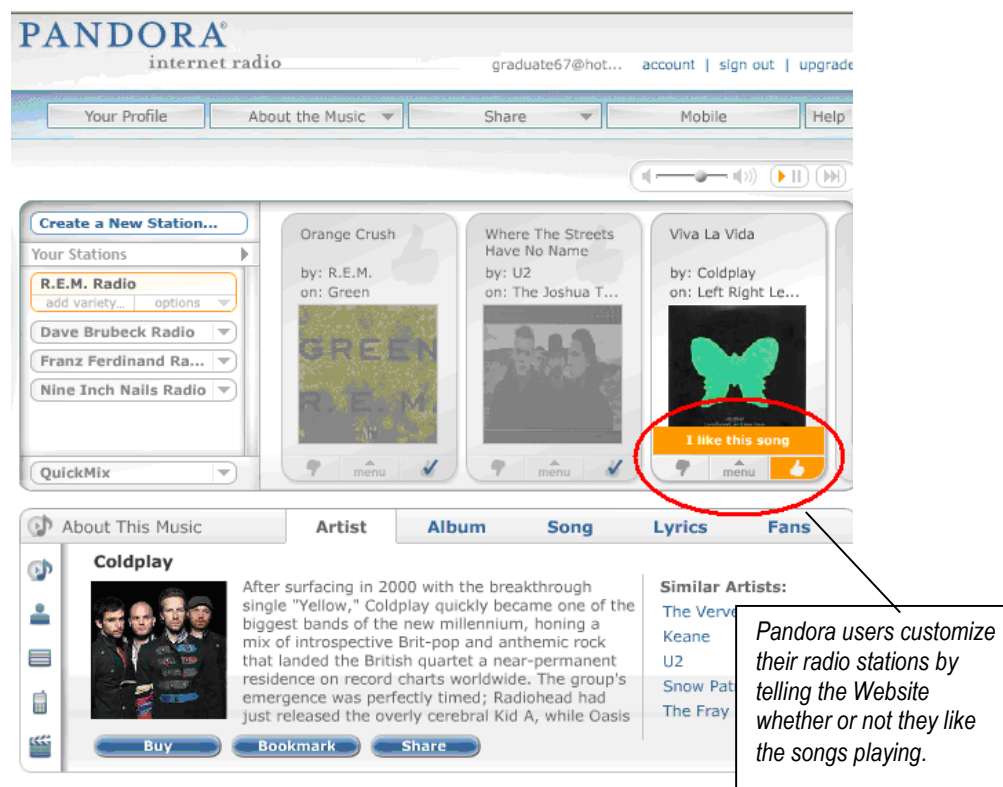 PANDORA®
internet radio
graduate67@hot... account | sign out | upgrade
Your Profile About the Music Share Mobile Help
Create a New Station...
Your Stations
R.E.M. Radio
add variety... options
Dave Brubeck Radio
Franz Ferdinand Ra...
Nine Inch Nails Radio
QuickMix
Orange Crush
by: R.E.M.
on: Green
GREEN
R.E.M.
menu
Where The Streets
Have No Name
by: U2
on: The Joshua T...
menu
Viva La Vida
by: Coldplay
on: Left Right Le...
I like this song
menu
About This Music Artist Album Song Lyrics Fans
Coldplay
After surfacing in 2000 with the breakthrough
single "Yellow," Coldplay quickly became one of the
biggest bands of the new millennium, honing a
mix of introspective Brit-pop and anthemic rock
that landed the British quartet a near-permanent
residence on record charts worldwide. The group's
emergence was perfectly timed; Radiohead had
just released the overly cerebral Kid A, while Oasis
Buy Bookmark Share
Similar Artists:
The Verve
Keane
U2
Snow Pat
The Fray
Pandora users customize
their radio stations by
telling the Website
whether or not they like
the songs playing.